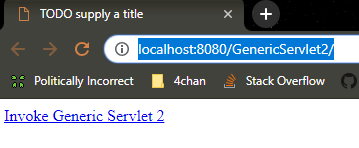 TODO supply a title
localhost:8080/GenericServlet2/
Politically Incorrect 4chan Stack Overflow
Invoke Generic Servlet 2